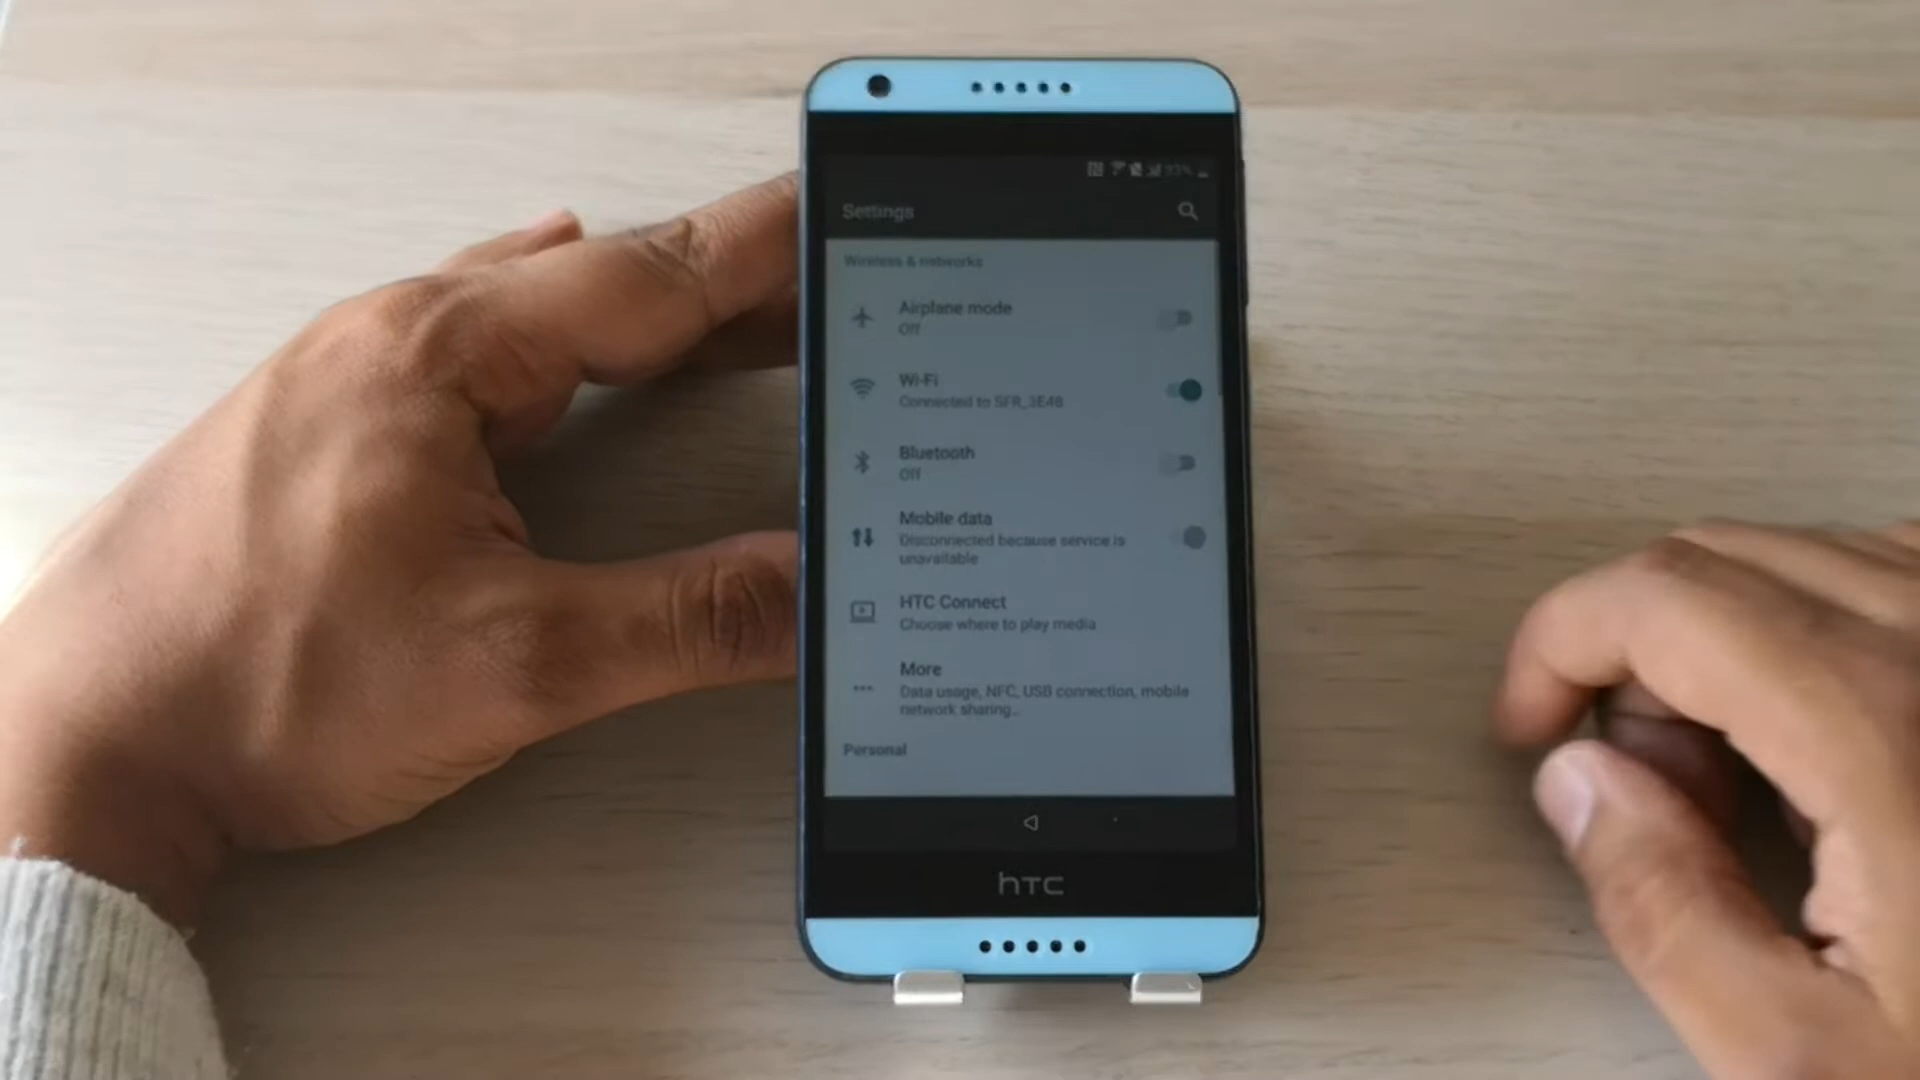 Settings
Wireless & networks
Airplane mode
Off
Wi-Fi
Connected to SFR_3E48
Bluetooth
Off
Mobile data
Disconnected because service is
unavailable
HTC Connect
Choose where to play media
More
Data usage, NFC, USB connection, mobile
network sharing...
Personal
hTC